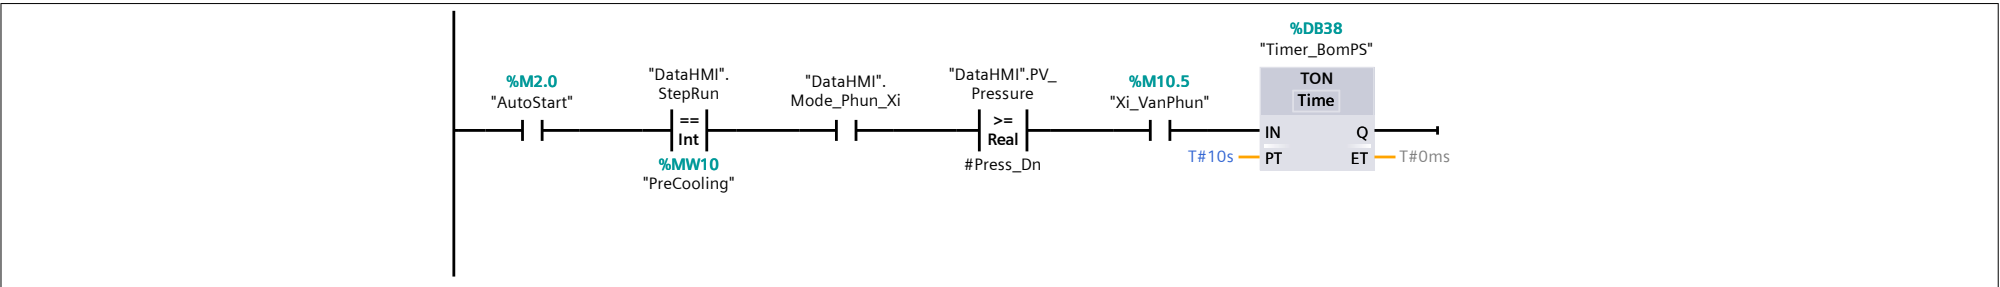 %M2.0
"AutoStart"
"DataHMI".
StepRun
==
Int
%MW10
"PreCooling"
"DataHMI".
Mode_Phun_Xi
"DataHMI".PV_
Pressure
>=
Real
#Press_Dn
%M10.5
"Xi_VanPhun"
%DB38
"Timer_BomPS"
TON
Time
IN Q
T#10s PT ET T#0ms